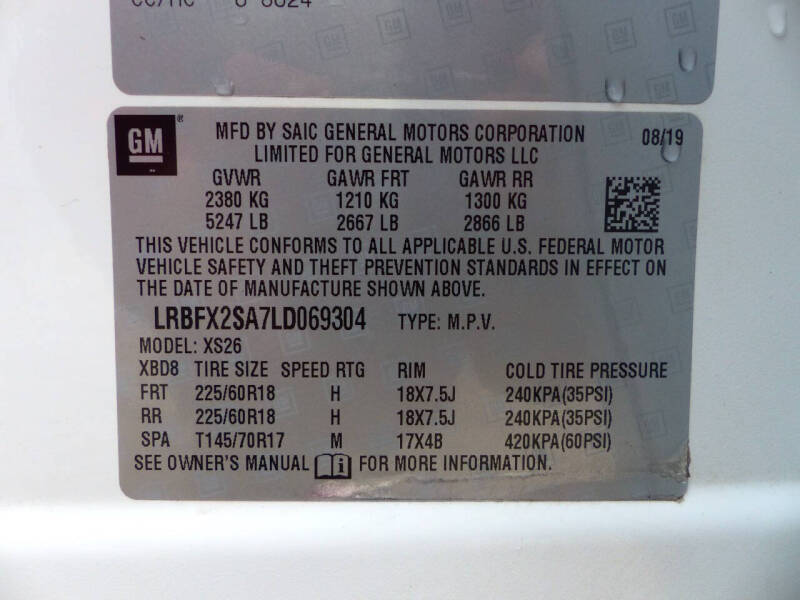 GM
MFD BY SAIC GENERAL MOTORS CORPORATION
LIMITED FOR GENERAL MOTORS LLC
08/19
GVWR GAWR FRT GAWR RR
2380 KG 1210 KG 1300 KG
5247 LB 2667 LB 2866 LB
THIS VEHICLE CONFORMS TO ALL APPLICABLE U.S. FEDERAL MOTOR
VEHICLE SAFETY AND THEFT PREVENTION STANDARDS IN EFFECT ON
THE DATE OF MANUFACTURE SHOWN ABOVE.
LRBFX2SA7LD069304 TYPE: M.P.V.
MODEL: XS26
XBD8 TIRE SIZE SPEED RTG RIM COLD TIRE PRESSURE
FRT 225/60R18 H 18X7.5J 240KPA(35PSI)
RR 225/60R18 H 18X7.5J 240KPA(35PSI)
SPA T145/70R17 M 17X4B 420KPA(60PSI)
SEE OWNER'S MANUAL i FOR MORE INFORMATION.